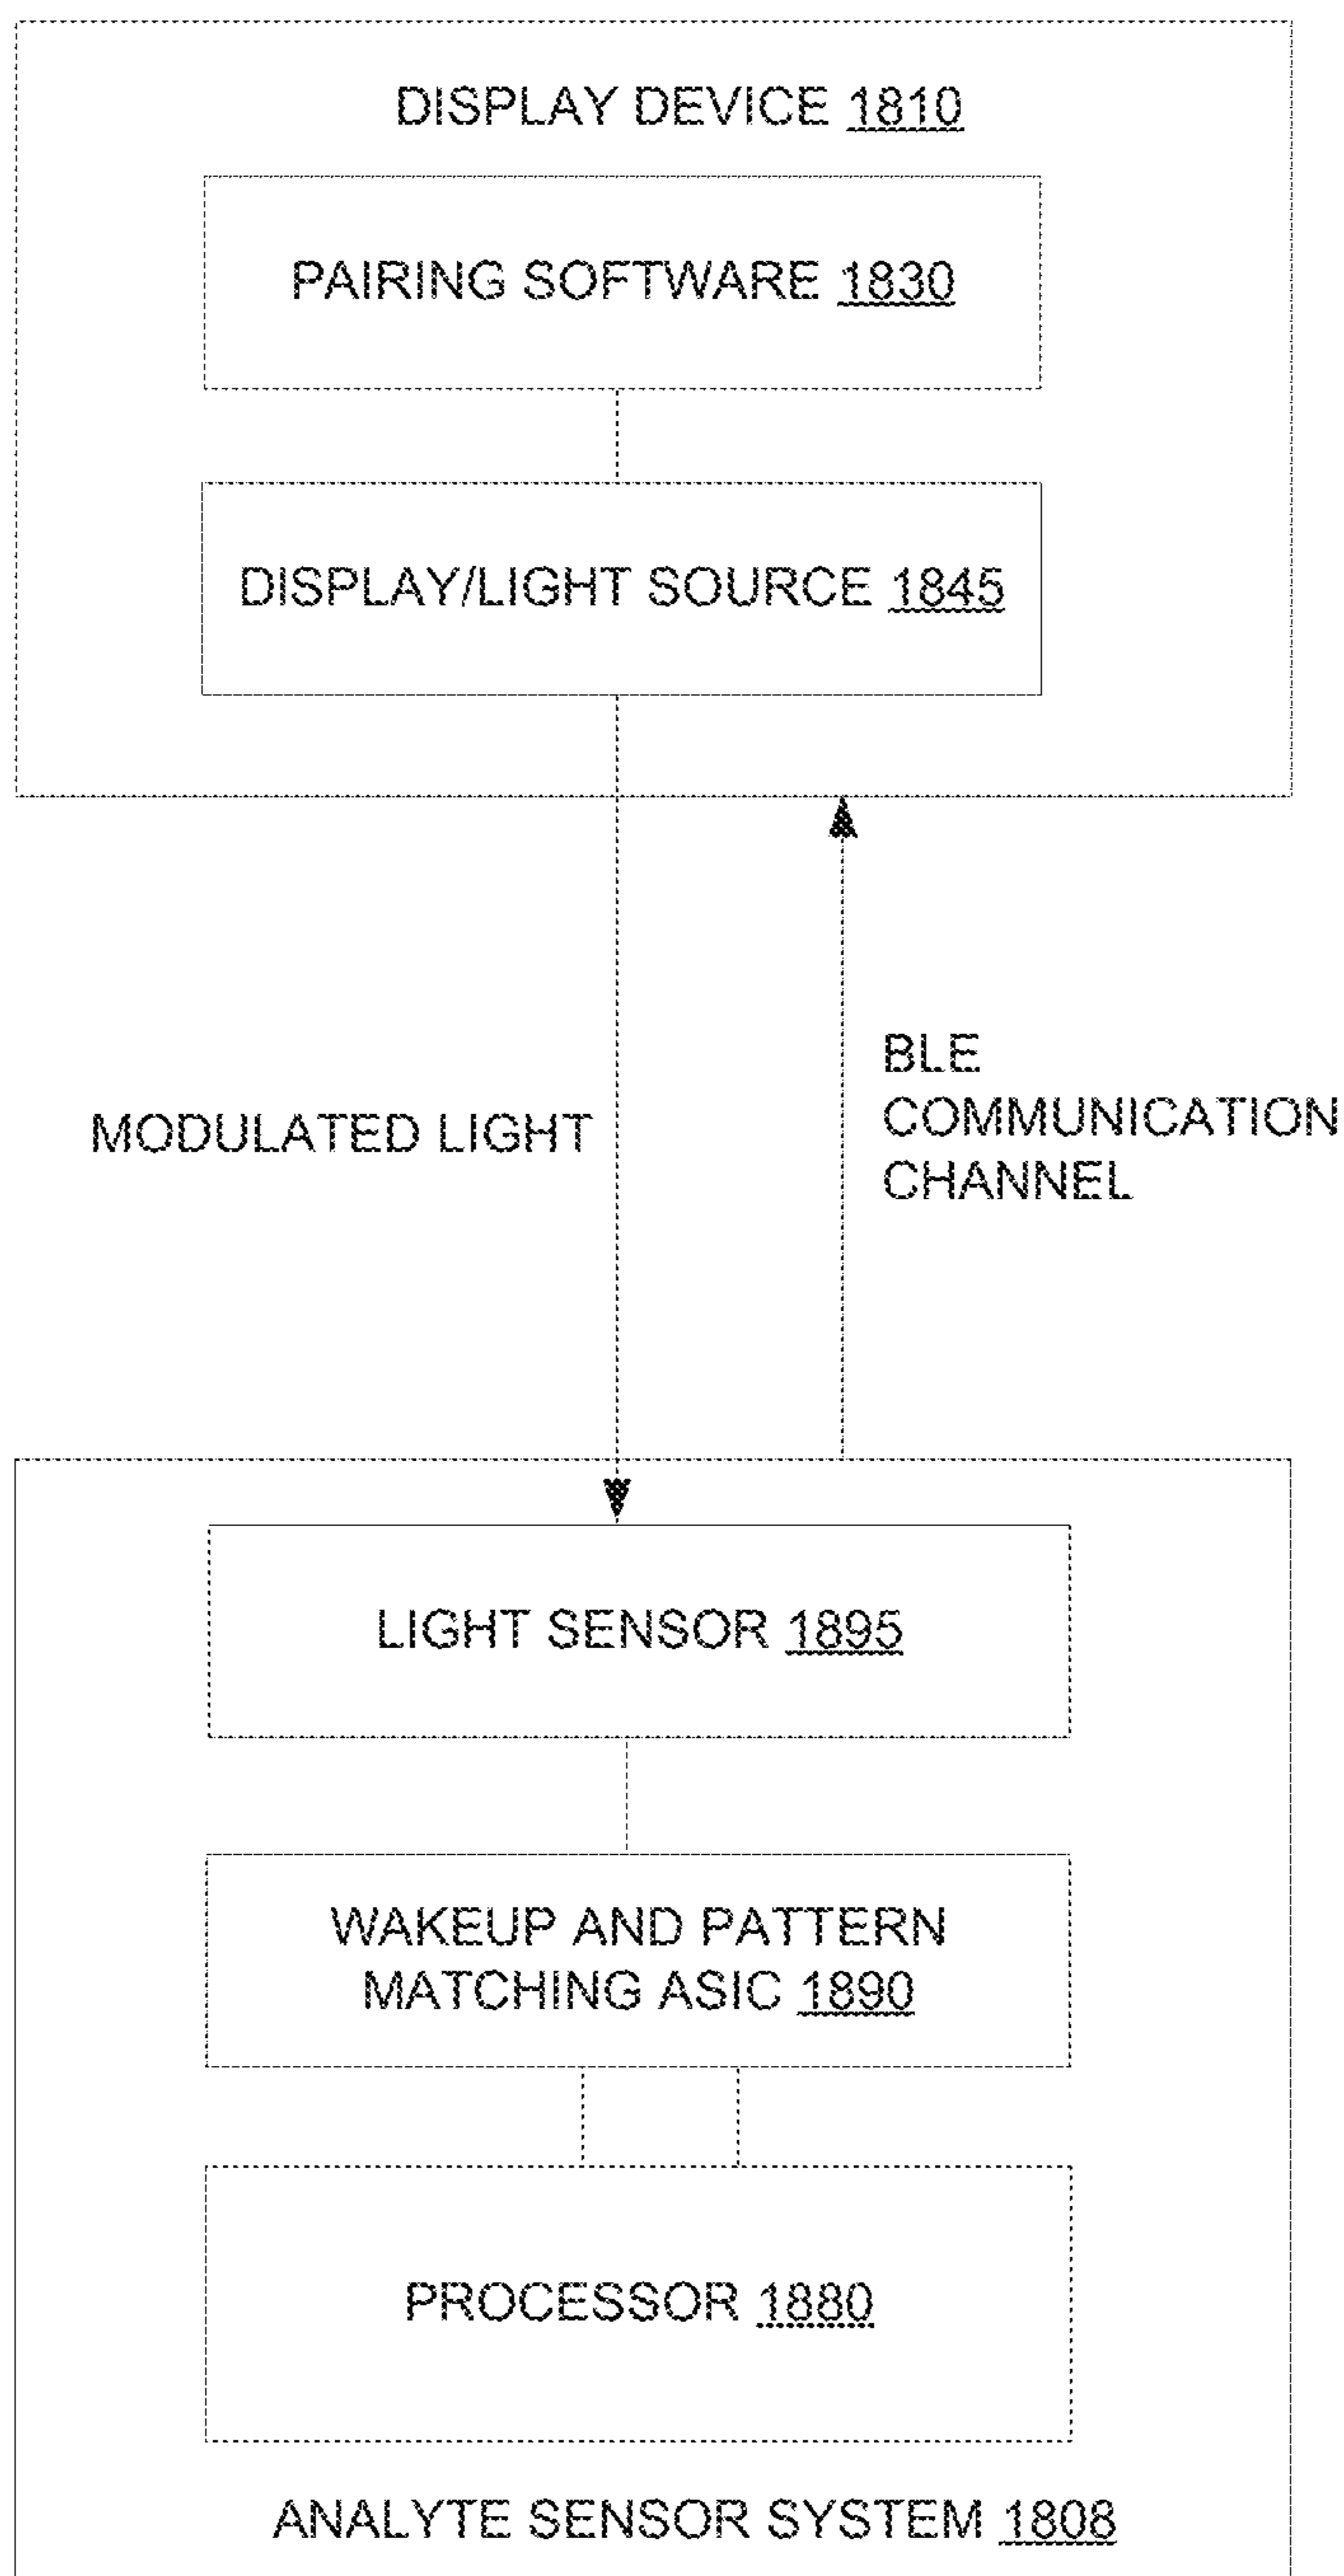 DISPLAY DEVICE 1810
PAIRING SOFTWARE 1830
DISPLAY/LIGHT SOURCE 1845
MODULATED LIGHT
BLE
COMMUNICATION
CHANNEL
LIGHT SENSOR 1895
WAKEUP AND PATTERN
MATCHING ASIC 1890
PROCESSOR 1880
ANALYTE SENSOR SYSTEM 1808